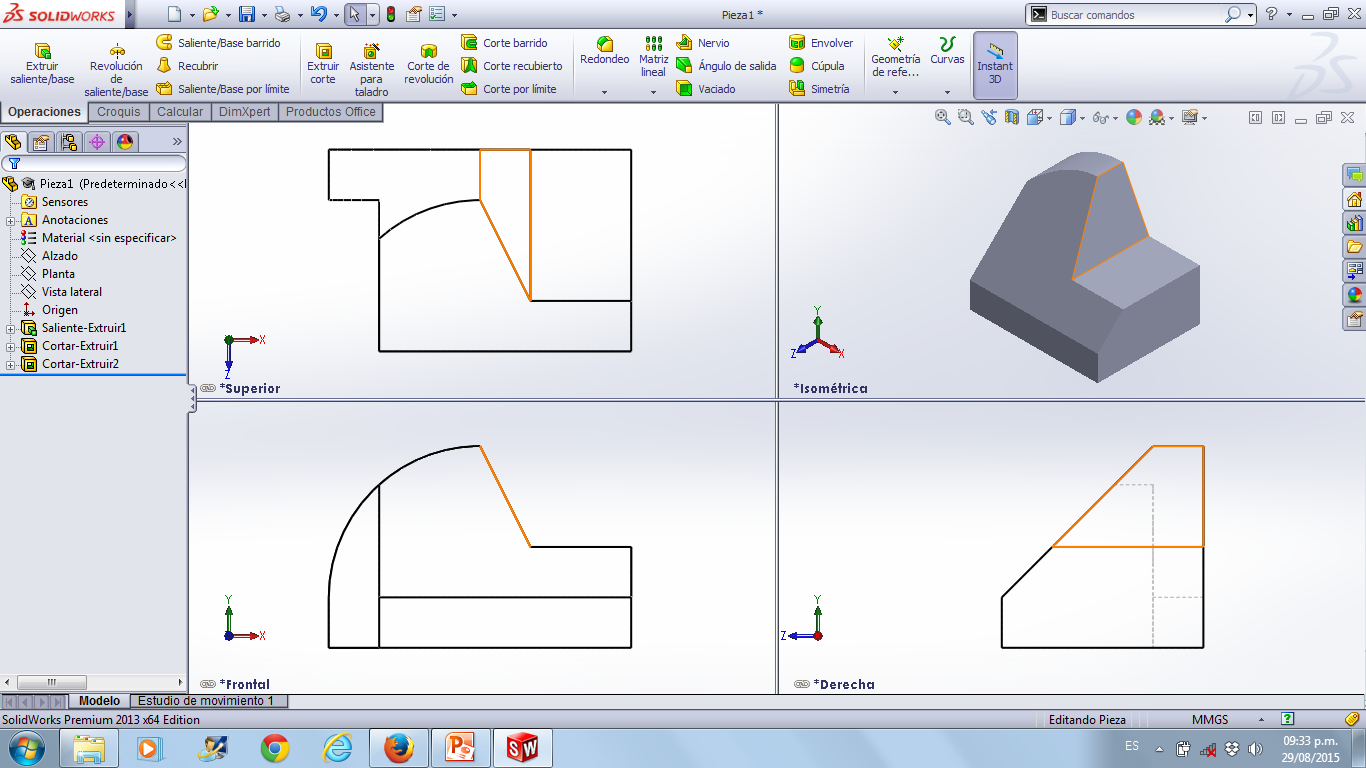 SOLIDWORKS
Pieza1 *
Buscar comandos
Extruir saliente/base
Revolución de saliente/base
Saliente/Base barrido
Recubrir
Saliente/Base por límite
Extruir corte
Asistente para taladro
Corte de revolución
Corte barrido
Corte recubierto
Corte por límite
Redondeo
Matriz lineal
Nervio
Ángulo de salida
Vaciado
Envolver
Cúpula
Simetría
Geometría de refe...
Curvas
Instant 3D
Operaciones
Croquis
Calcular
DimXpert
Productos Office
Pieza1 (Predeterminado<<
Sensores
Anotaciones
Material <sin especificar>
Alzado
Planta
Vista lateral
Origen
Saliente-Extruir1
Cortar-Extruir1
Cortar-Extruir2
X
Z
*Superior
Y
Z
X
*Isométrica
Y
X
*Frontal
Y
Z
*Derecha
Modelo
Estudio de movimiento 1
SolidWorks Premium 2013 x64 Edition
Editando Pieza
MMGS
ES
09:33 p.m.
29/08/2015